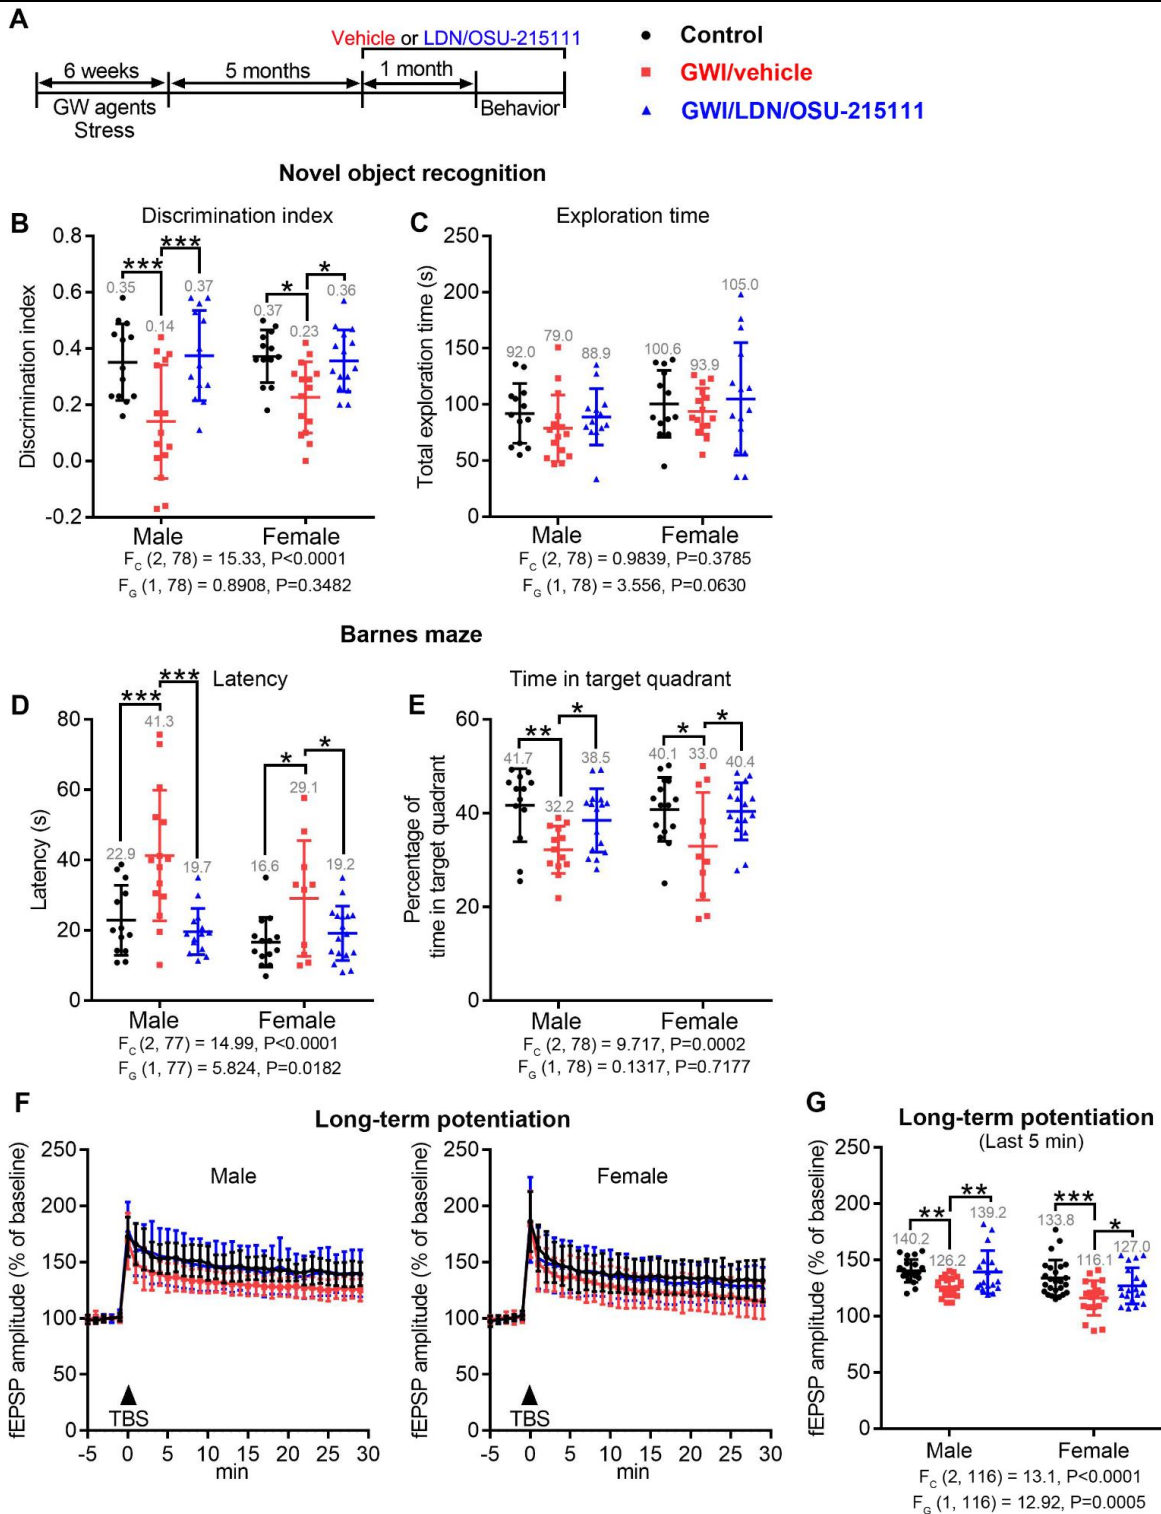 A
Vehicle or LDN/OSU-215111
6 weeks
5 months
1 month
GW agents
Stress
Behavior
Control
GWI/vehicle
GWI/LDN/OSU-215111
Novel object recognition
B
Discrimination index
Discrimination index
0.8
0.6
0.4
0.2
0.0
-0.2
***
***
0.35
0.14
0.37
*
*
0.37
0.23
0.36
Male
Female
FC (2, 78) = 15.33, P<0.0001
FG (1, 78) = 0.8908, P=0.3482
C
Exploration time
Total exploration time (s)
250
200
150
100
50
0
92.0
79.0
88.9
100.6
93.9
105.0
Male
Female
FC (2, 78) = 0.9839, P=0.3785
FG (1, 78) = 3.556, P=0.0630
Barnes maze
D
Latency
Latency (s)
80
60
40
20
0
***
***
22.9
41.3
19.7
*
*
16.6
29.1
19.2
Male
Female
FC (2, 77) = 14.99, P<0.0001
FG (1, 77) = 5.824, P=0.0182
E
Time in target quadrant
Percentage of
time in target quadrant
60
40
20
0
**
*
41.7
32.2
38.5
*
*
40.1
33.0
40.4
Male
Female
FC (2, 78) = 9.717, P=0.0002
FG (1, 78) = 0.1317, P=0.7177
F
Long-term potentiation
fEPSP amplitude (% of baseline)
250
200
150
100
50
0
Male
TBS
-5 0 5 10 15 20 25 30
min
fEPSP amplitude (% of baseline)
250
200
150
100
50
0
Female
TBS
-5 0 5 10 15 20 25 30
min
G
Long-term potentiation
(Last 5 min)
fEPSP amplitude (% of baseline)
250
200
150
100
50
0
**
**
140.2
126.2
139.2
***
*
133.8
116.1
127.0
Male
Female
FC (2, 116) = 13.1, P<0.0001
FG (1, 116) = 12.92, P=0.0005